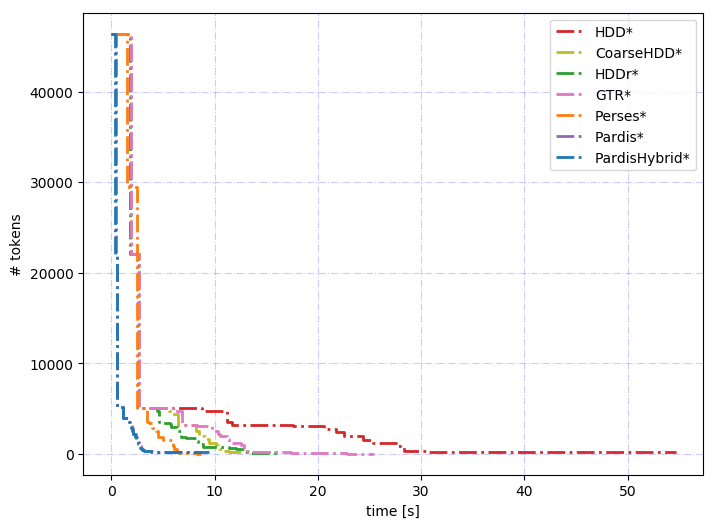 HDD*
CoarseHDD*
HDDr*
GTR*
Perses*
Pardis*
PardisHybrid*
# tokens
40000
30000
20000
10000
0
0 10 20 30 40 50
time [s]